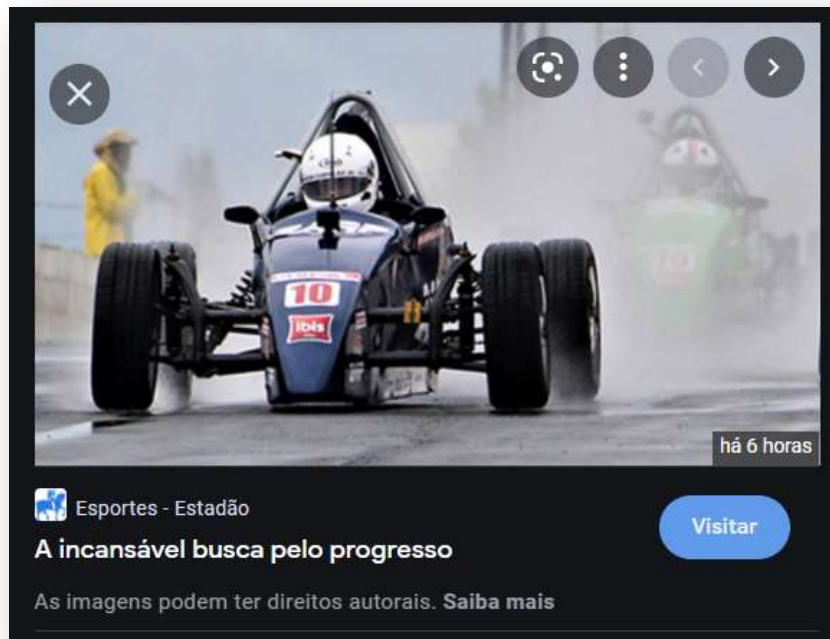 10
ibis
há 6 horas
Esportes - Estadão
Visitar
A incansável busca pelo progresso
As imagens podem ter direitos autorais. Saiba mais